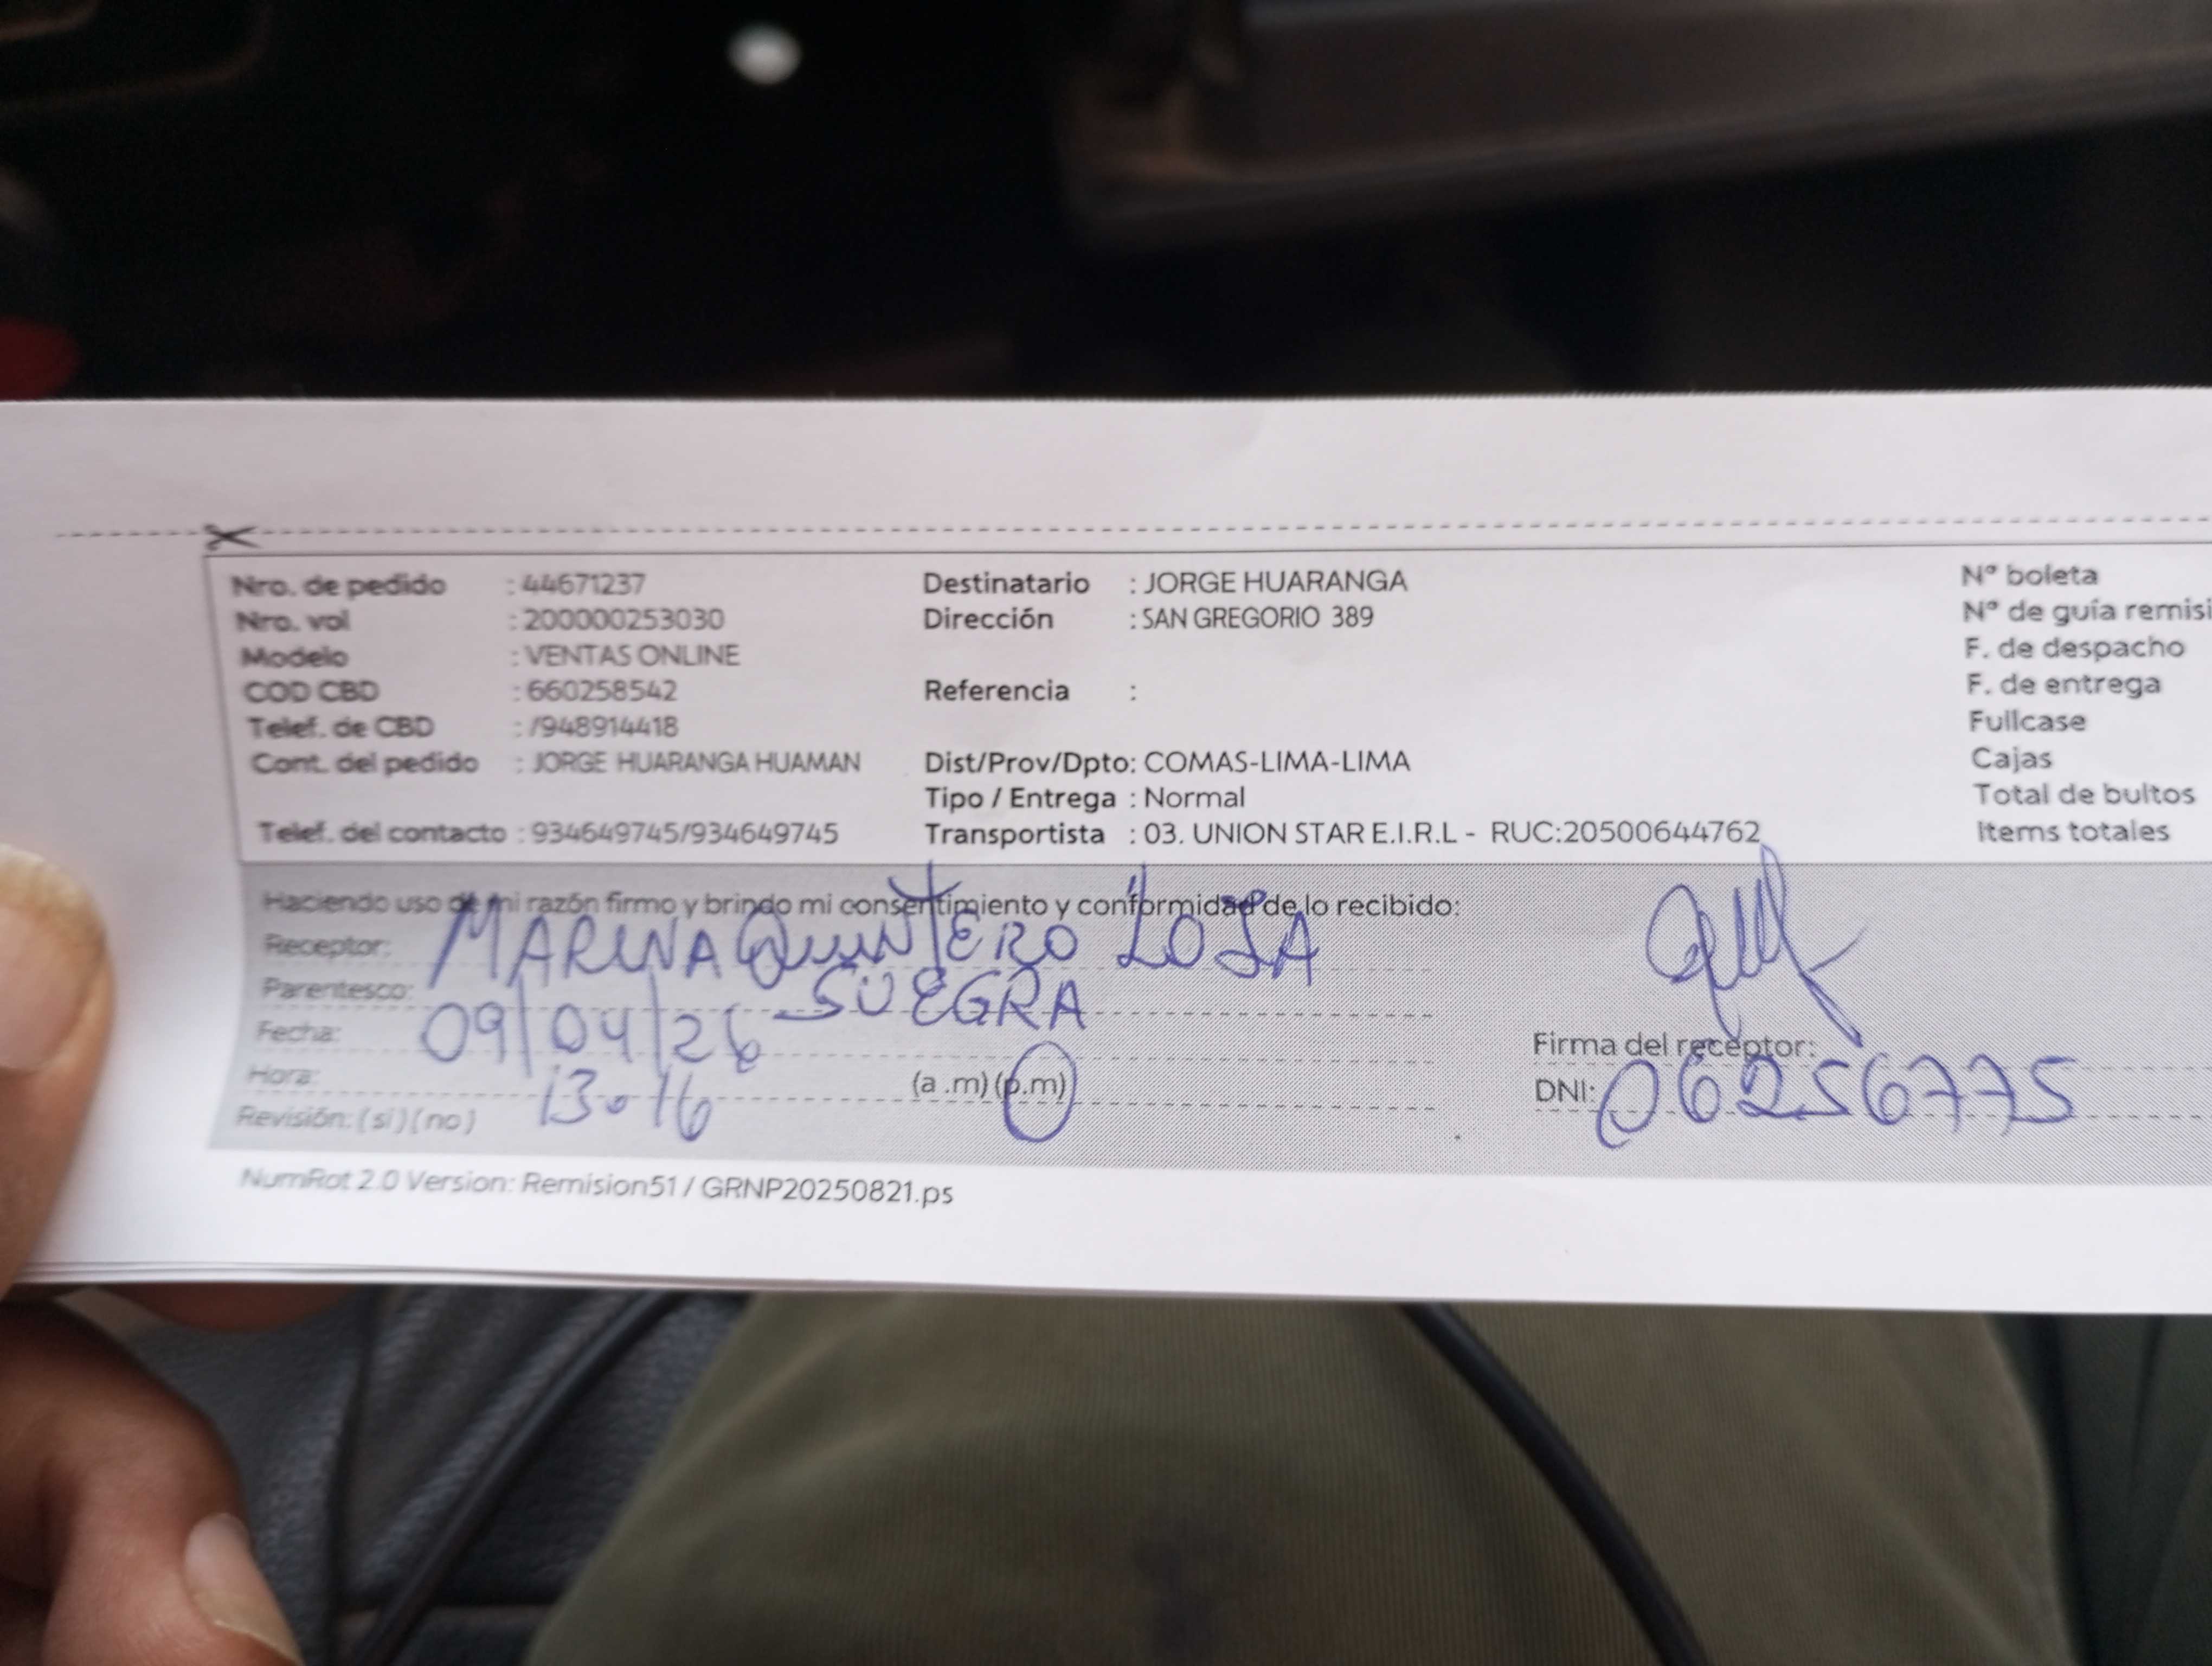 Nro. de pedido : 44671237 Destinatario : JORGE HUARANGA Nº boleta
Nro. vol : 200000253030 Dirección : SAN GREGORIO 389 Nº de guía remisi
Modelo : VENTAS ONLINE F. de despacho
COD CBD : 660258542 Referencia : F. de entrega
Telef. de CBD : /948914418 Fullcase
Cont. del pedido : JORGE HUARANGA HUAMAN Dist/Prov/Dpto: COMAS-LIMA-LIMA Cajas
Tipo / Entrega : Normal Total de bultos
Telef. del contacto : 934649745/934649745 Transportista : 03. UNION STAR E.I.R.L - RUC:20500644762 Items totales
Haciendo uso de mi razón firmo y brindo mi consentimiento y conformidad de lo recibido:
Receptor: MARINA QUINTERO LOJA
Parentesco: SUEGRA
Fecha: 09/04/26 Firma del receptor:
Hora: 13:16 (a .m) (p.m) DNI: 06256775
Revisión: (si) (no)
NumRot 2.0 Version: Remision51 / GRNP20250821.ps